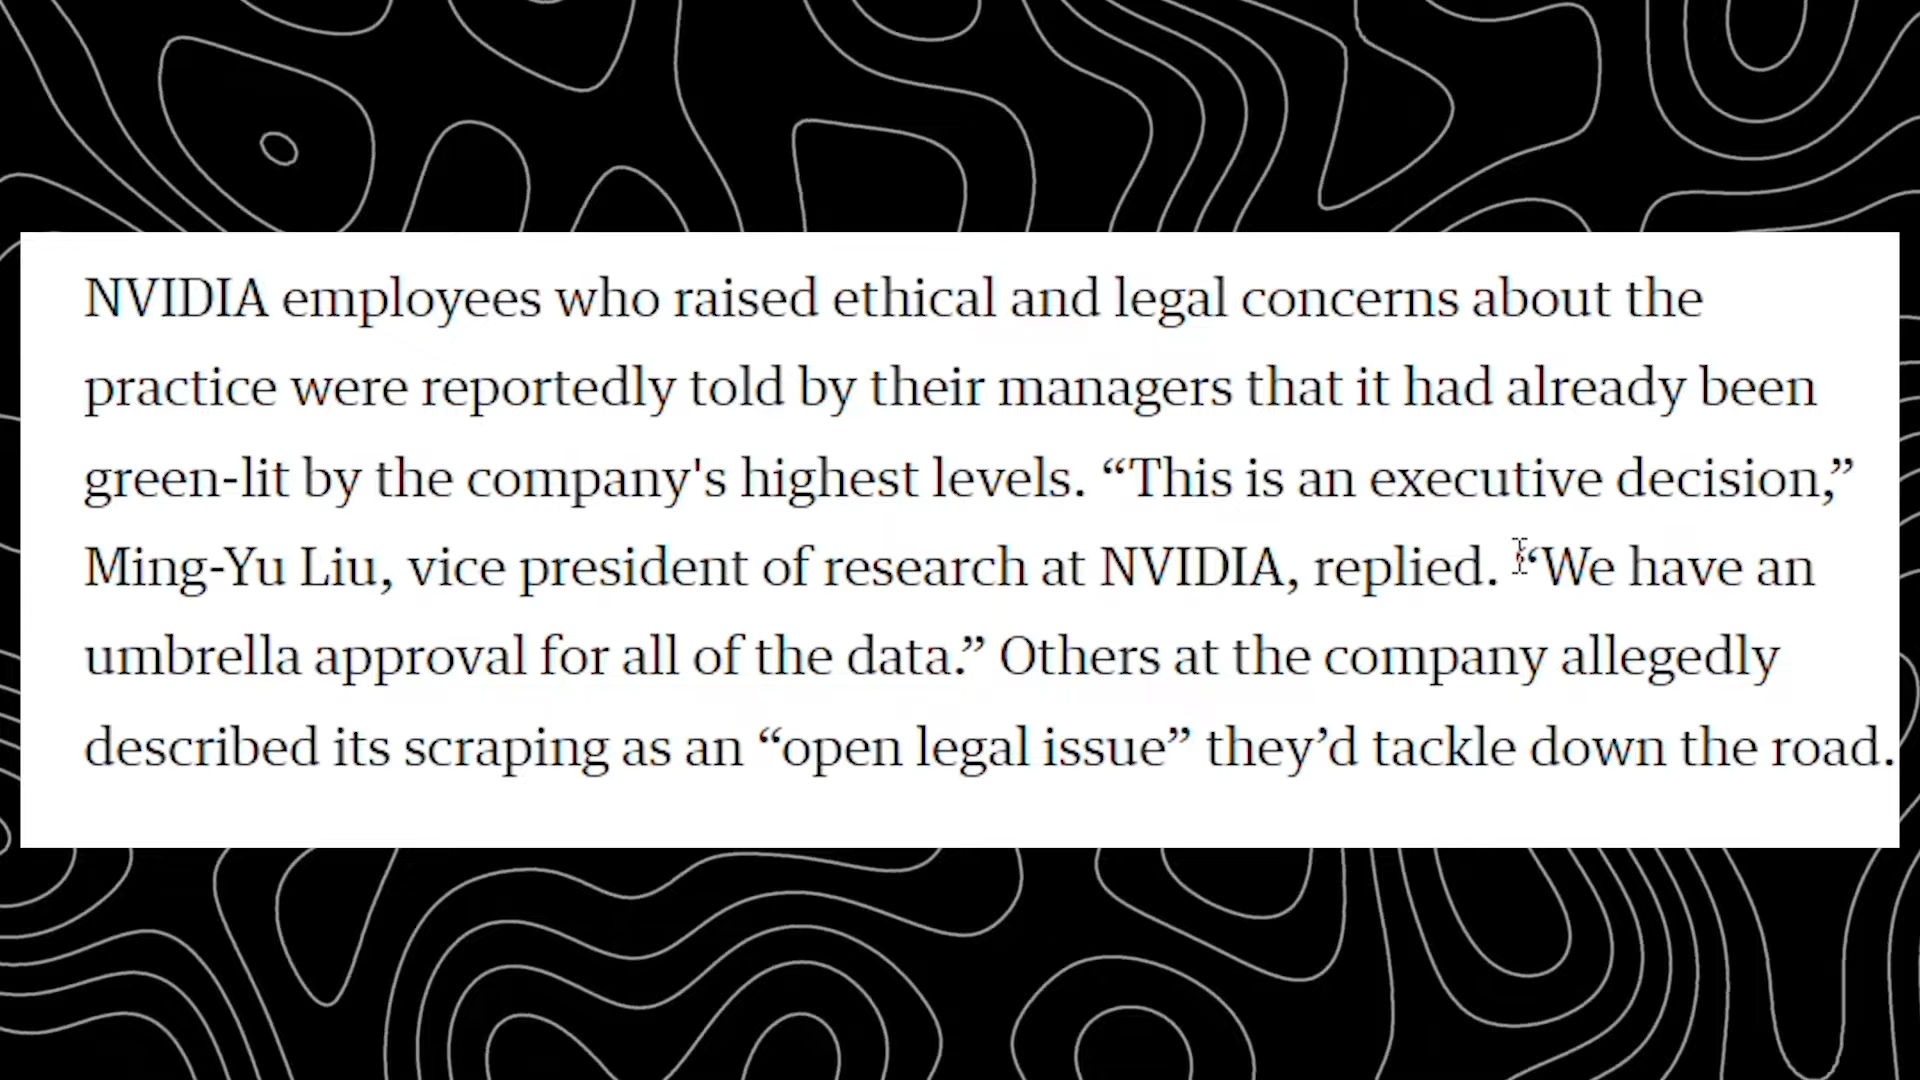 NVIDIA employees who raised ethical and legal concerns about the
practice were reportedly told by their managers that it had already been
green-lit by the company's highest levels. “This is an executive decision,”
Ming-Yu Liu, vice president of research at NVIDIA, replied. “We have an
umbrella approval for all of the data.” Others at the company allegedly
described its scraping as an “open legal issue” they’d tackle down the road.